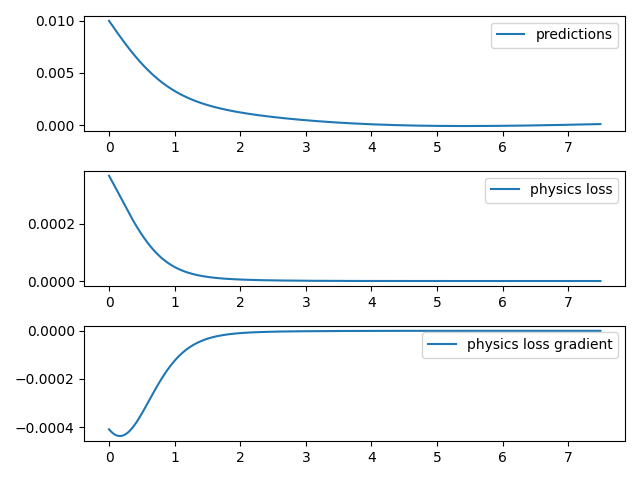 0.010
0.005
0.000
predictions
0 1 2 3 4 5 6 7
0.0002
0.0000
physics loss
0 1 2 3 4 5 6 7
0.0000
−0.0002
−0.0004
physics loss gradient
0 1 2 3 4 5 6 7